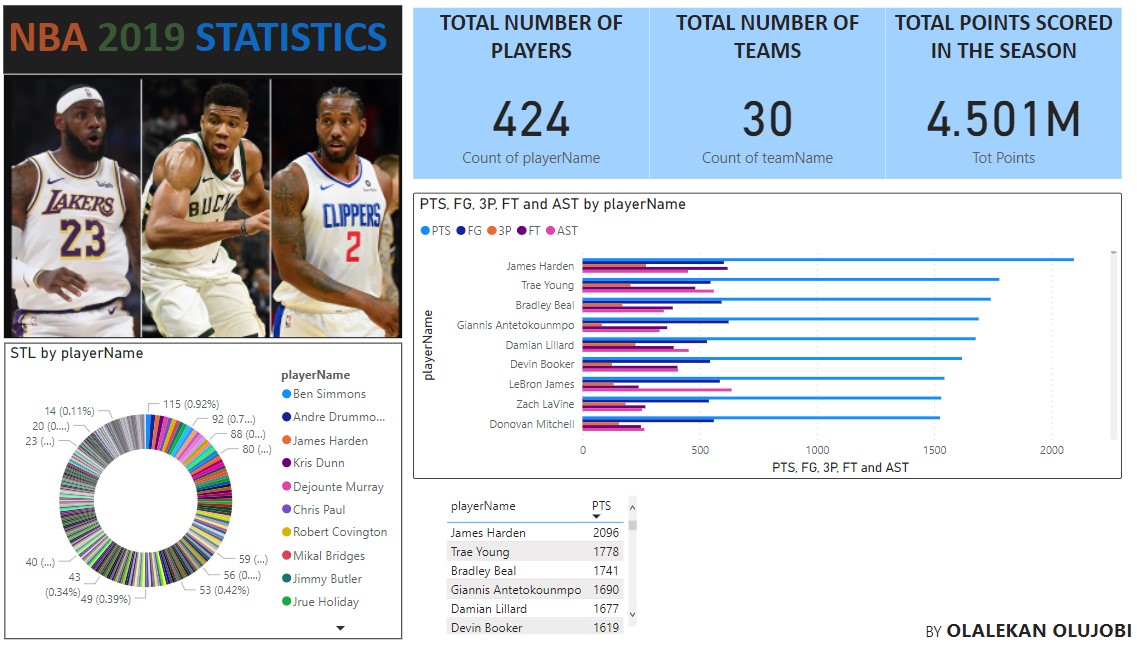 NBA 2019 STATISTICS
LAKERS
23
BUCK
CLIPPERS
2
TOTAL NUMBER OF
PLAYERS
424
Count of playerName
TOTAL NUMBER OF
TEAMS
30
Count of teamName
TOTAL POINTS SCORED
IN THE SEASON
4.501M
Tot Points
PTS, FG, 3P, FT and AST by playerName
PTS FG 3P FT AST
playerName
James Harden
Trae Young
Bradley Beal
Giannis Antetokounmpo
Damian Lillard
Devin Booker
LeBron James
Zach LaVine
Donovan Mitchell
0 500 1000 1500 2000
PTS, FG, 3P, FT and AST
STL by playerName
115 (0.92%)
92 (0.7...)
88 (0...)
80 (...)
59 (...)
56 (0....)
53 (0.42%)
49 (0.39%)
43
(0.34%)
40 (...)
23 (...)
20 (0....)
14 (0.11%)
playerName
Ben Simmons
Andre Drummo...
James Harden
Kris Dunn
Dejounte Murray
Chris Paul
Robert Covington
Mikal Bridges
Jimmy Butler
Jrue Holiday
playerName PTS
James Harden 2096
Trae Young 1778
Bradley Beal 1741
Giannis Antetokounmpo 1690
Damian Lillard 1677
Devin Booker 1619
BY OLALEKAN OLUJOBI